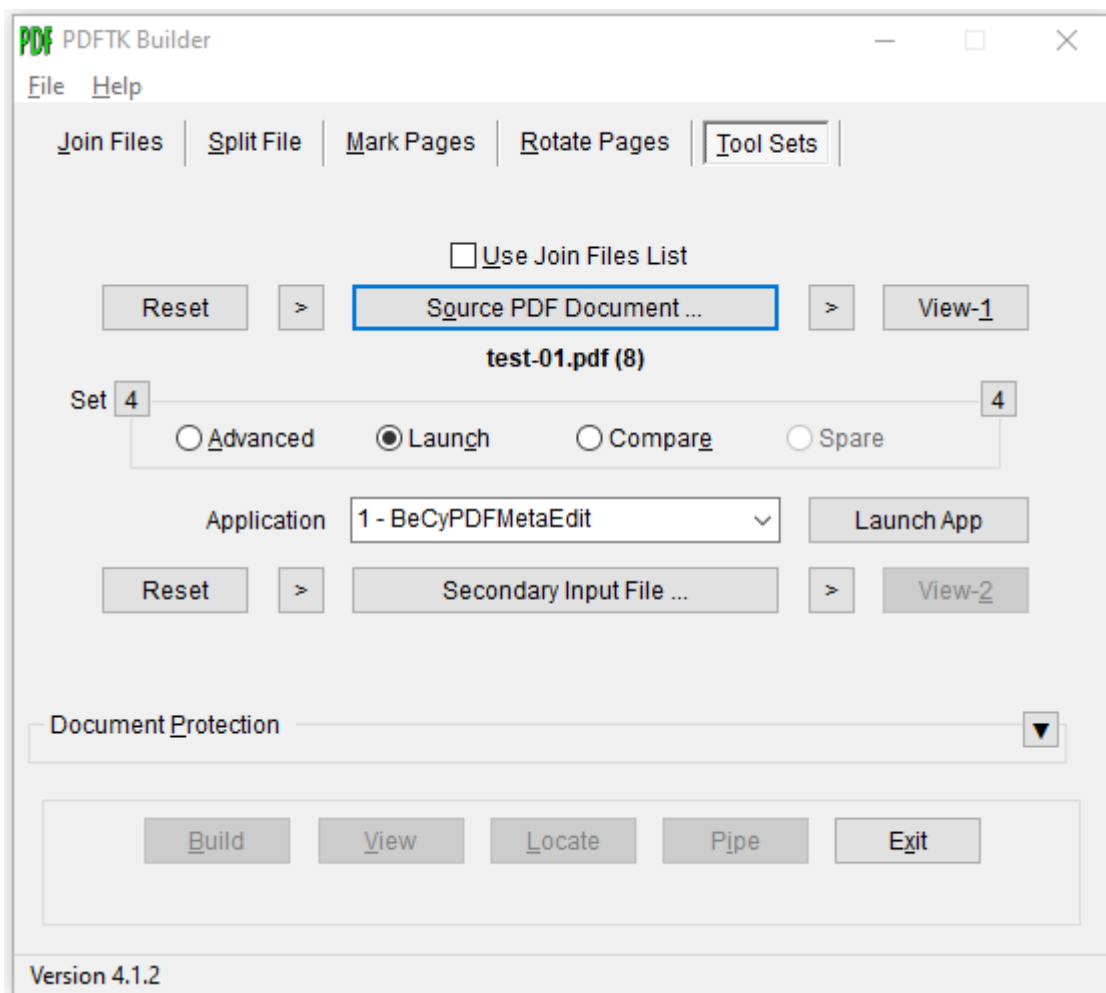 PDF PDFTK Builder
File Help
Join Files Split File Mark Pages Rotate Pages Tool Sets
Use Join Files List
Reset > Source PDF Document ... > View-1
test-01.pdf (8)
Set 4 4
Advanced Launch Compare Spare
Application 1 - BeCyPDFMetaEdit Launch App
Reset > Secondary Input File ... > View-2
Document Protection ▼
Build View Locate Pipe Exit
Version 4.1.2